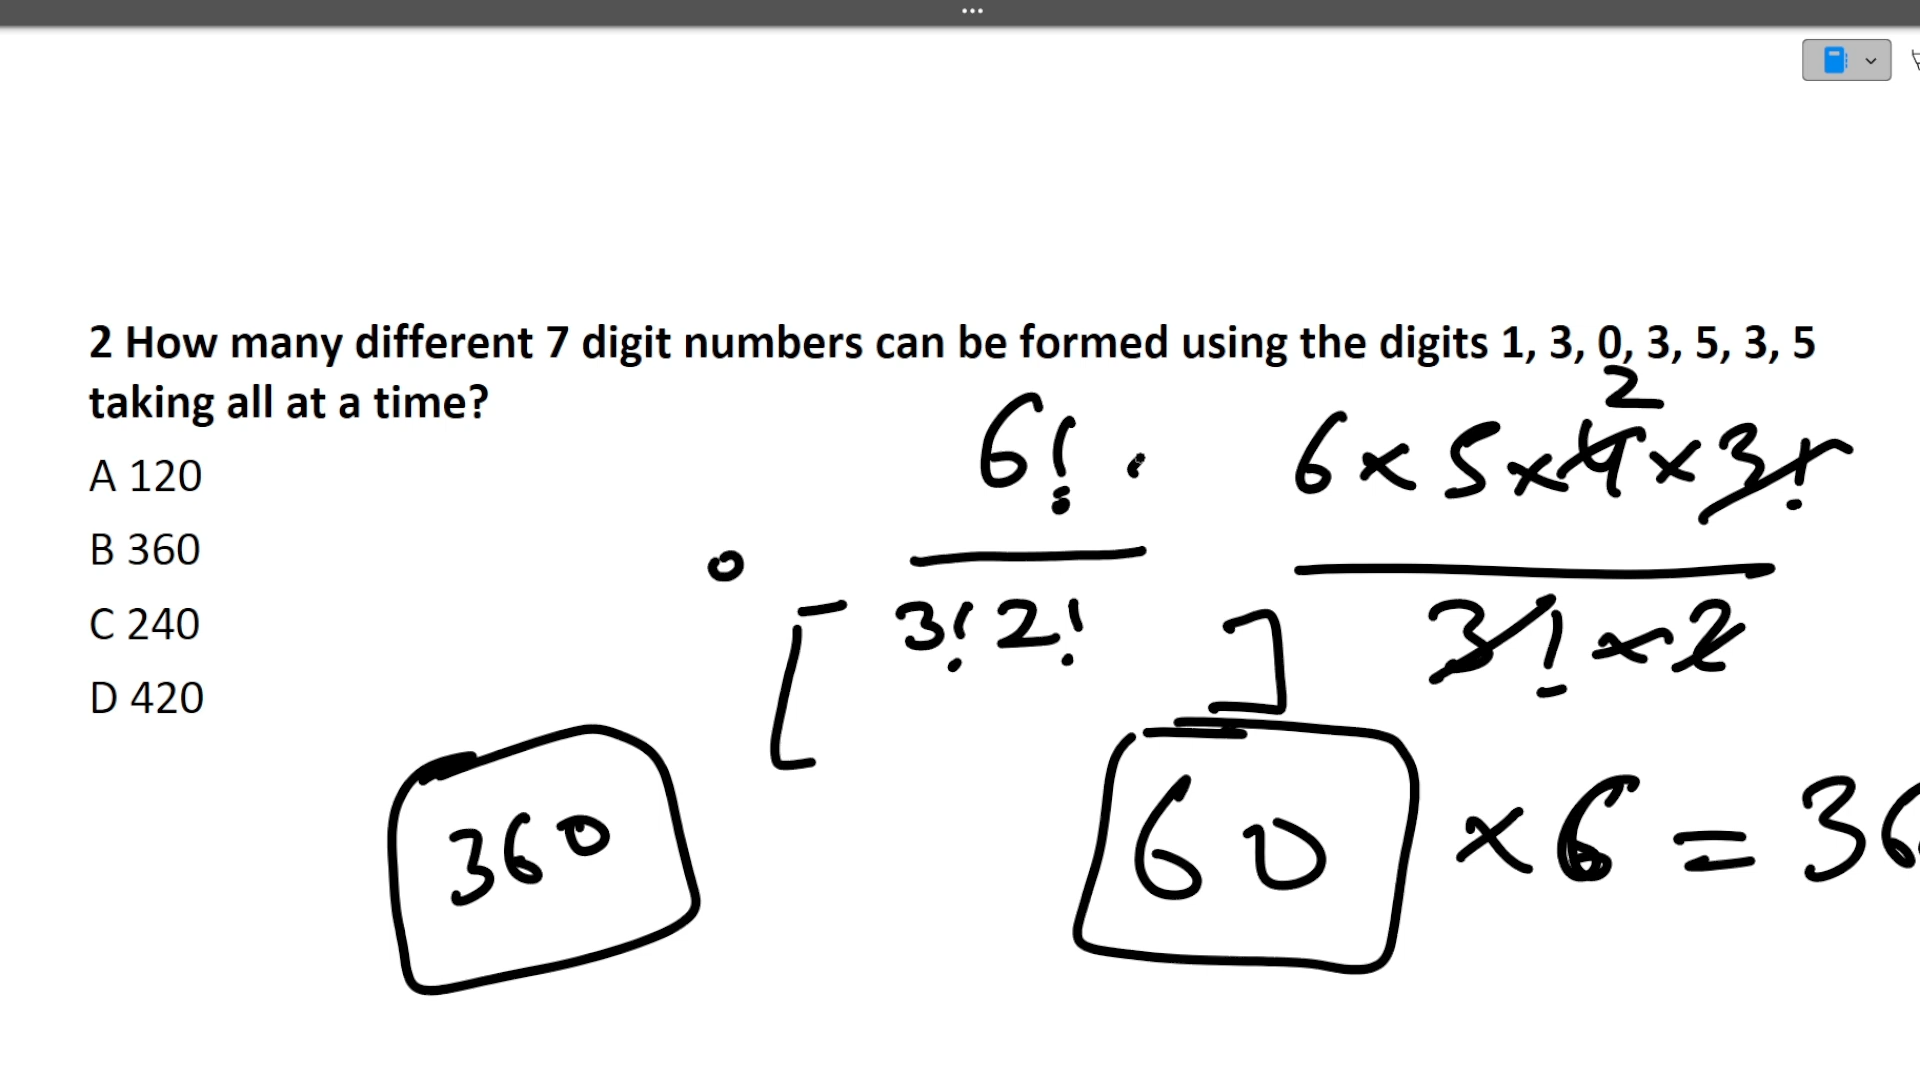 2 How many different 7 digit numbers can be formed using the digits 1, 3, 0, 3, 5, 3, 5
taking all at a time?
A 120
B 360
C 240
D 420
2
6! 6 x 5 x 4 x 3!
0
3! 2! 3! x 2
360
60 x 6 = 36